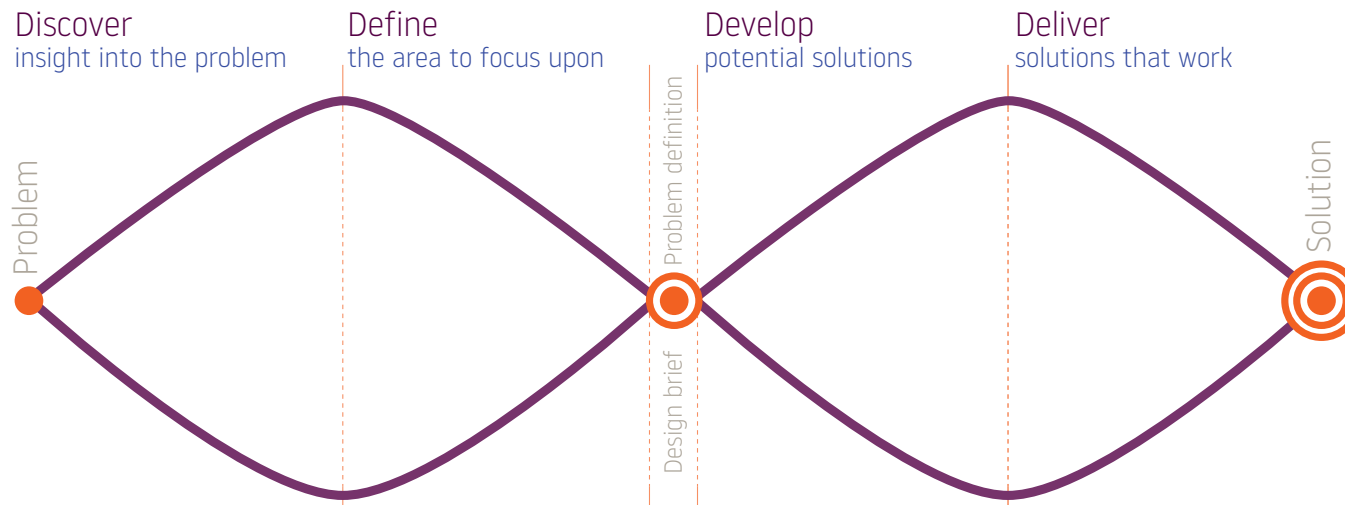 Discover
insight into the problem
Define
the area to focus upon
Develop
potential solutions
Deliver
solutions that work
Problem
Problem definition
Design brief
Solution